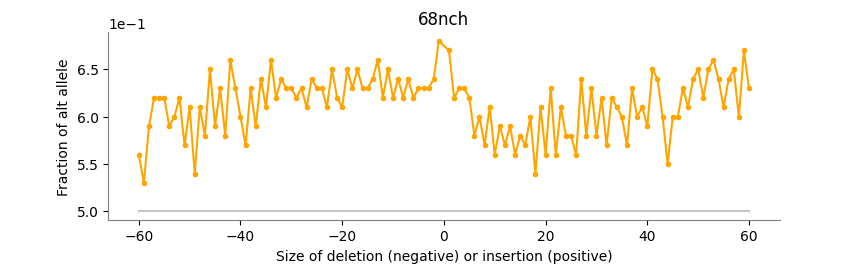 68nch
1e−1
6.5
6.0
5.5
5.0
Fraction of alt allele
−60 −40 −20 0 20 40 60
Size of deletion (negative) or insertion (positive)